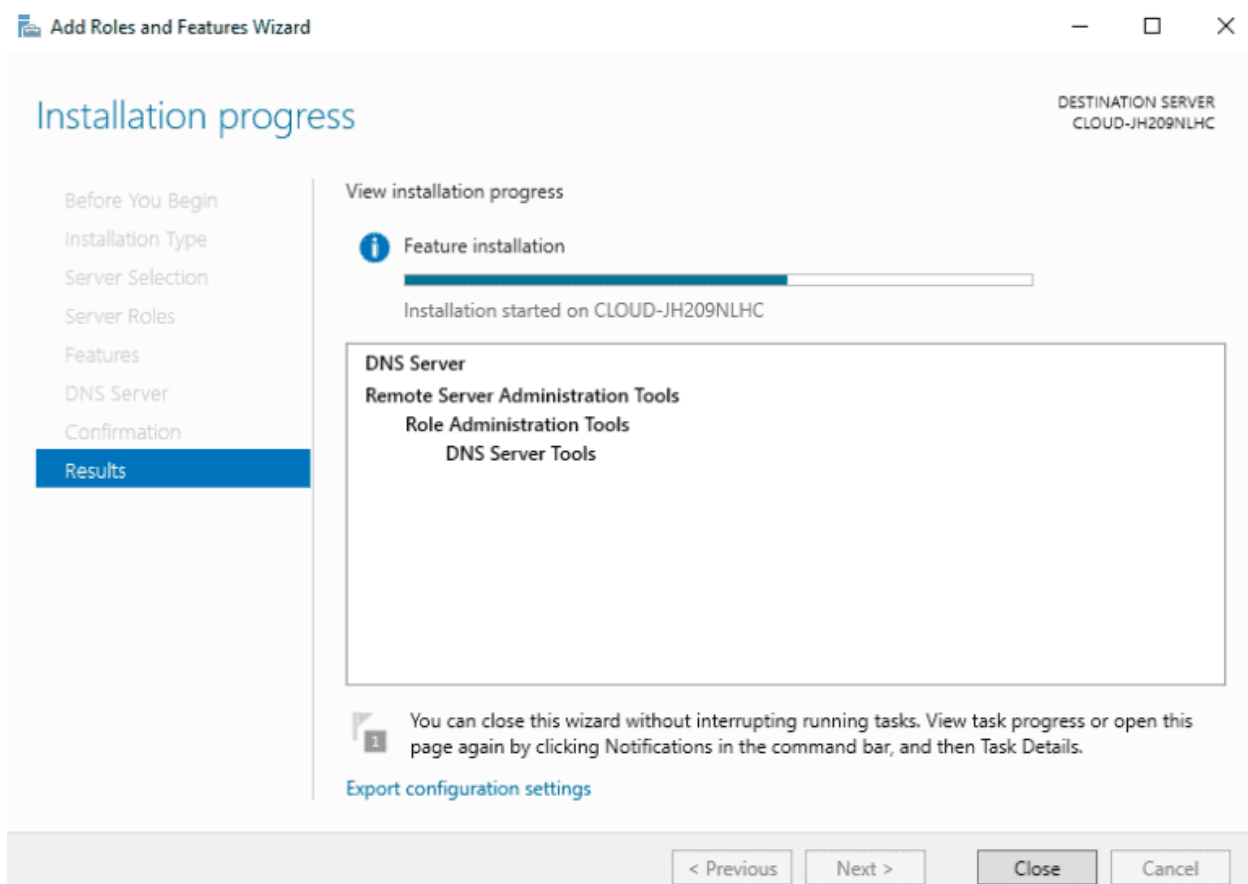 Add Roles and Features Wizard
Installation progress
DESTINATION SERVER
CLOUD-JH209NLHC
Before You Begin
Installation Type
Server Selection
Server Roles
Features
DNS Server
Confirmation
Results
View installation progress
Feature installation
Installation started on CLOUD-JH209NLHC
DNS Server
Remote Server Administration Tools
Role Administration Tools
DNS Server Tools
1
You can close this wizard without interrupting running tasks. View task progress or open this
page again by clicking Notifications in the command bar, and then Task Details.
Export configuration settings
< Previous
Next >
Close
Cancel